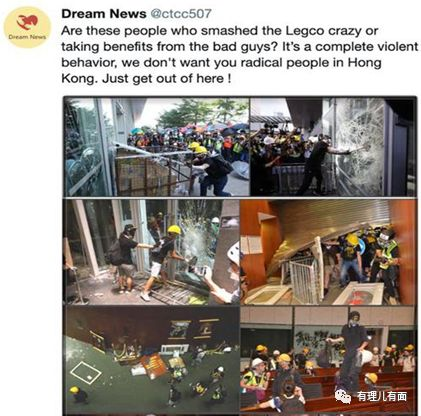 Dream News
Dream News @ctcc507
Are these people who smashed the Legco crazy or
taking benefits from the bad guys? It's a complete violent
behavior, we don't want you radical people in Hong
Kong. Just get out of here !
有理儿有面